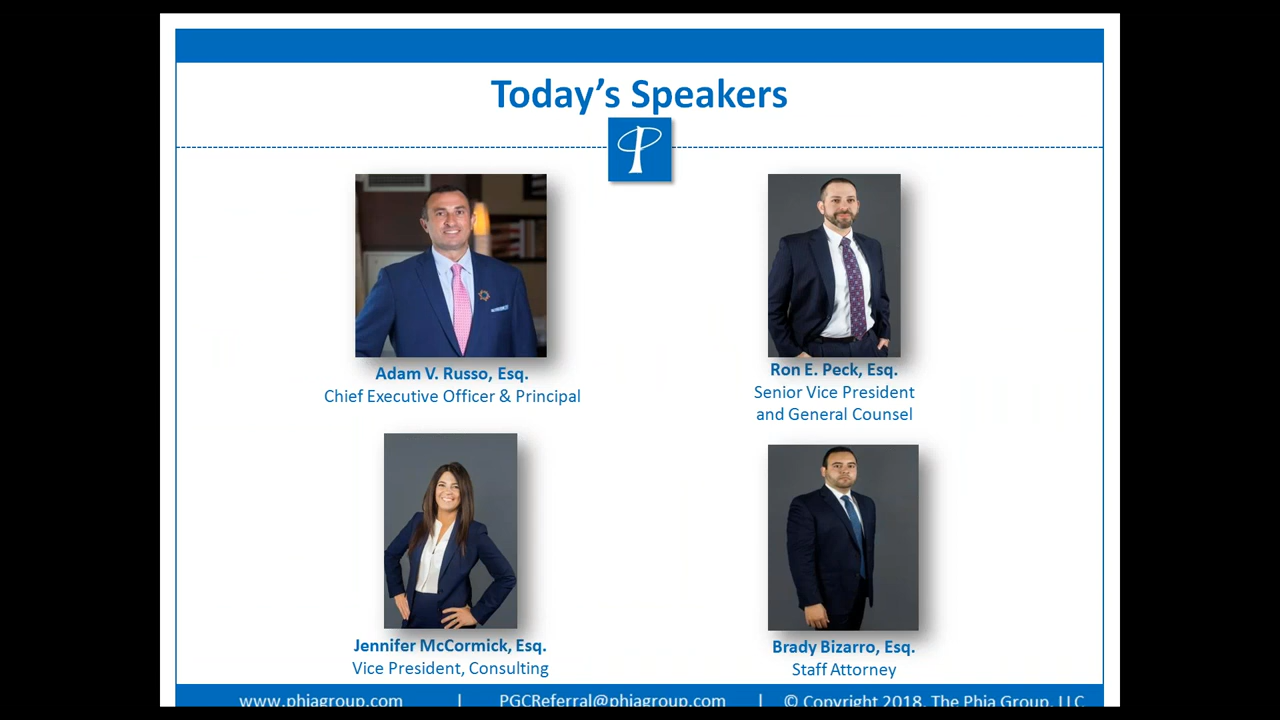 Today’s Speakers
Adam V. Russo, Esq.
Chief Executive Officer & Principal
Ron E. Peck, Esq.
Senior Vice President
and General Counsel
Jennifer McCormick, Esq.
Vice President, Consulting
Brady Bizarro, Esq.
Staff Attorney
www.phiagroup.com | PGCReferral@phiagroup.com | © Copyright 2018. The Phia Group, LLC